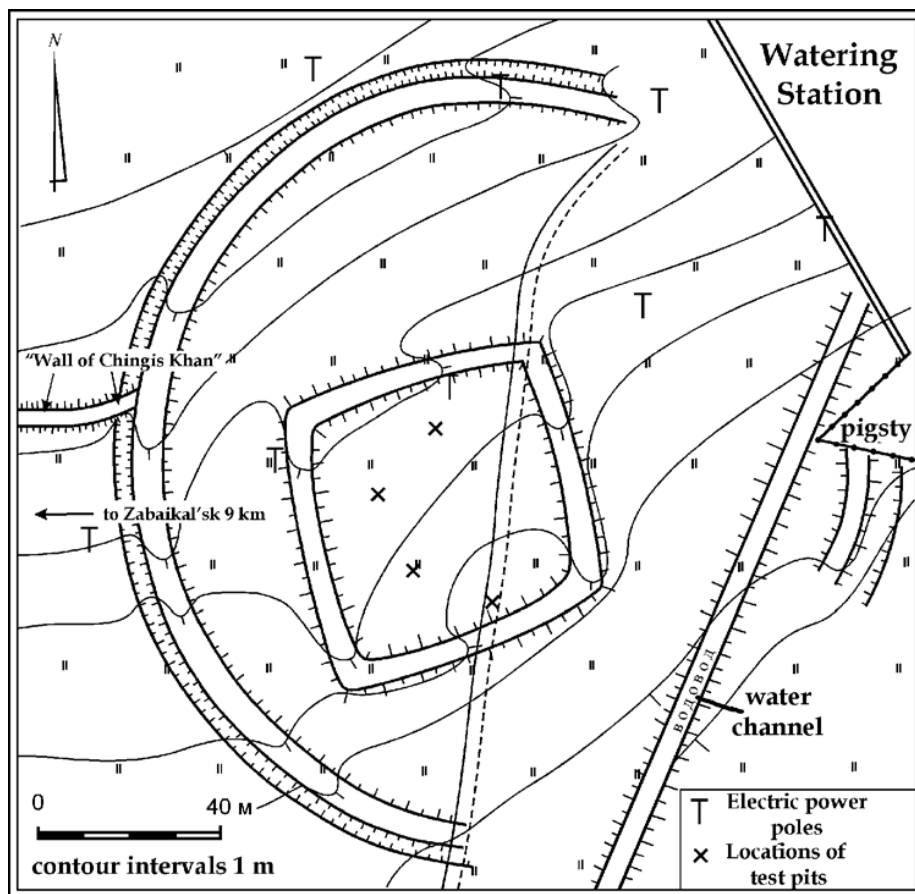 N
Watering
Station
"Wall of Chingis Khan"
pigsty
to Zabaikal'sk 9 km
ВОДОВОД
water
channel
0 40 м
contour intervals 1 m
T Electric power
poles
× Locations of
test pits